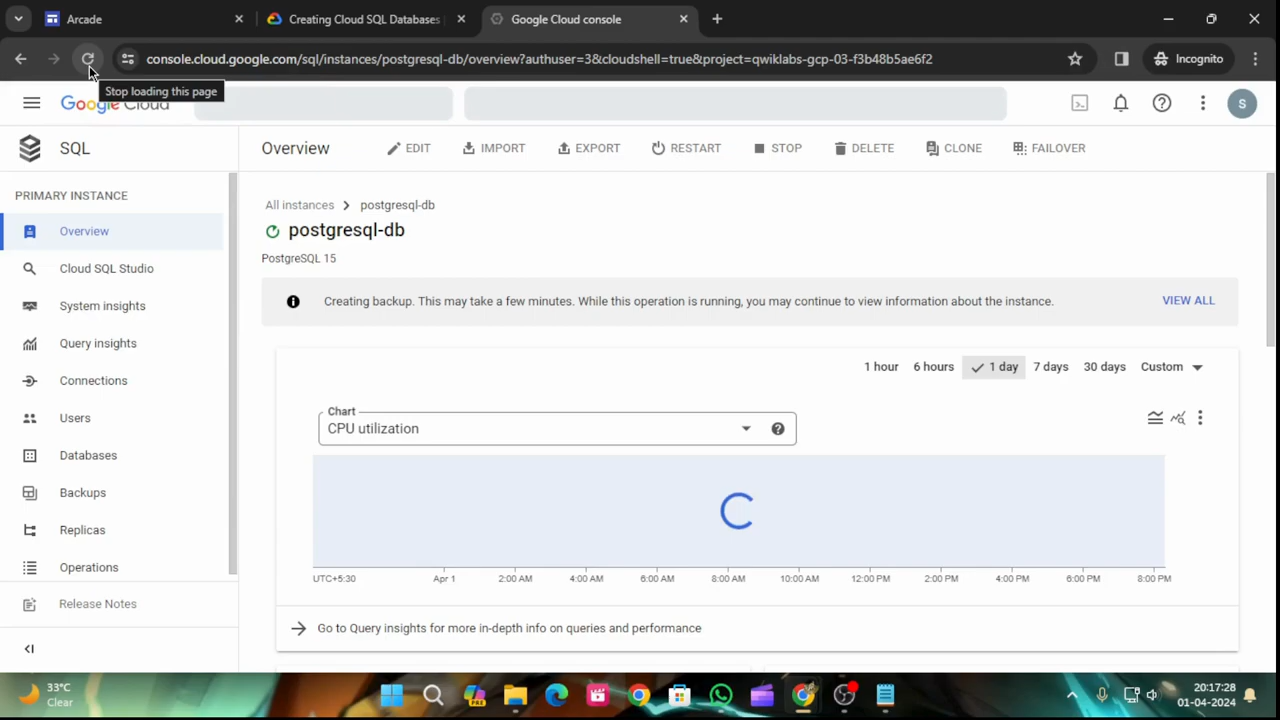 Arcade
Creating Cloud SQL Databases
Google Cloud console
console.cloud.google.com/sql/instances/postgresql-db/overview?authuser=3&cloudshell=true&project=qwiklabs-gcp-03-f3b48b5ae6f2
Incognito
Stop loading this page
Google Cloud
S
SQL
Overview
EDIT
IMPORT
EXPORT
RESTART
STOP
DELETE
CLONE
FAILOVER
PRIMARY INSTANCE
Overview
Cloud SQL Studio
System insights
Query insights
Connections
Users
Databases
Backups
Replicas
Operations
Release Notes
All instances
postgresql-db
postgresql-db
PostgreSQL 15
Creating backup. This may take a few minutes. While this operation is running, you may continue to view information about the instance.
VIEW ALL
1 hour
6 hours
1 day
7 days
30 days
Custom
Chart
CPU utilization
UTC+5:30
Apr 1
2:00 AM
4:00 AM
6:00 AM
8:00 AM
10:00 AM
12:00 PM
2:00 PM
4:00 PM
6:00 PM
8:00 PM
Go to Query insights for more in-depth info on queries and performance
33°C
Clear
PRE
20:17:28
01-04-2024